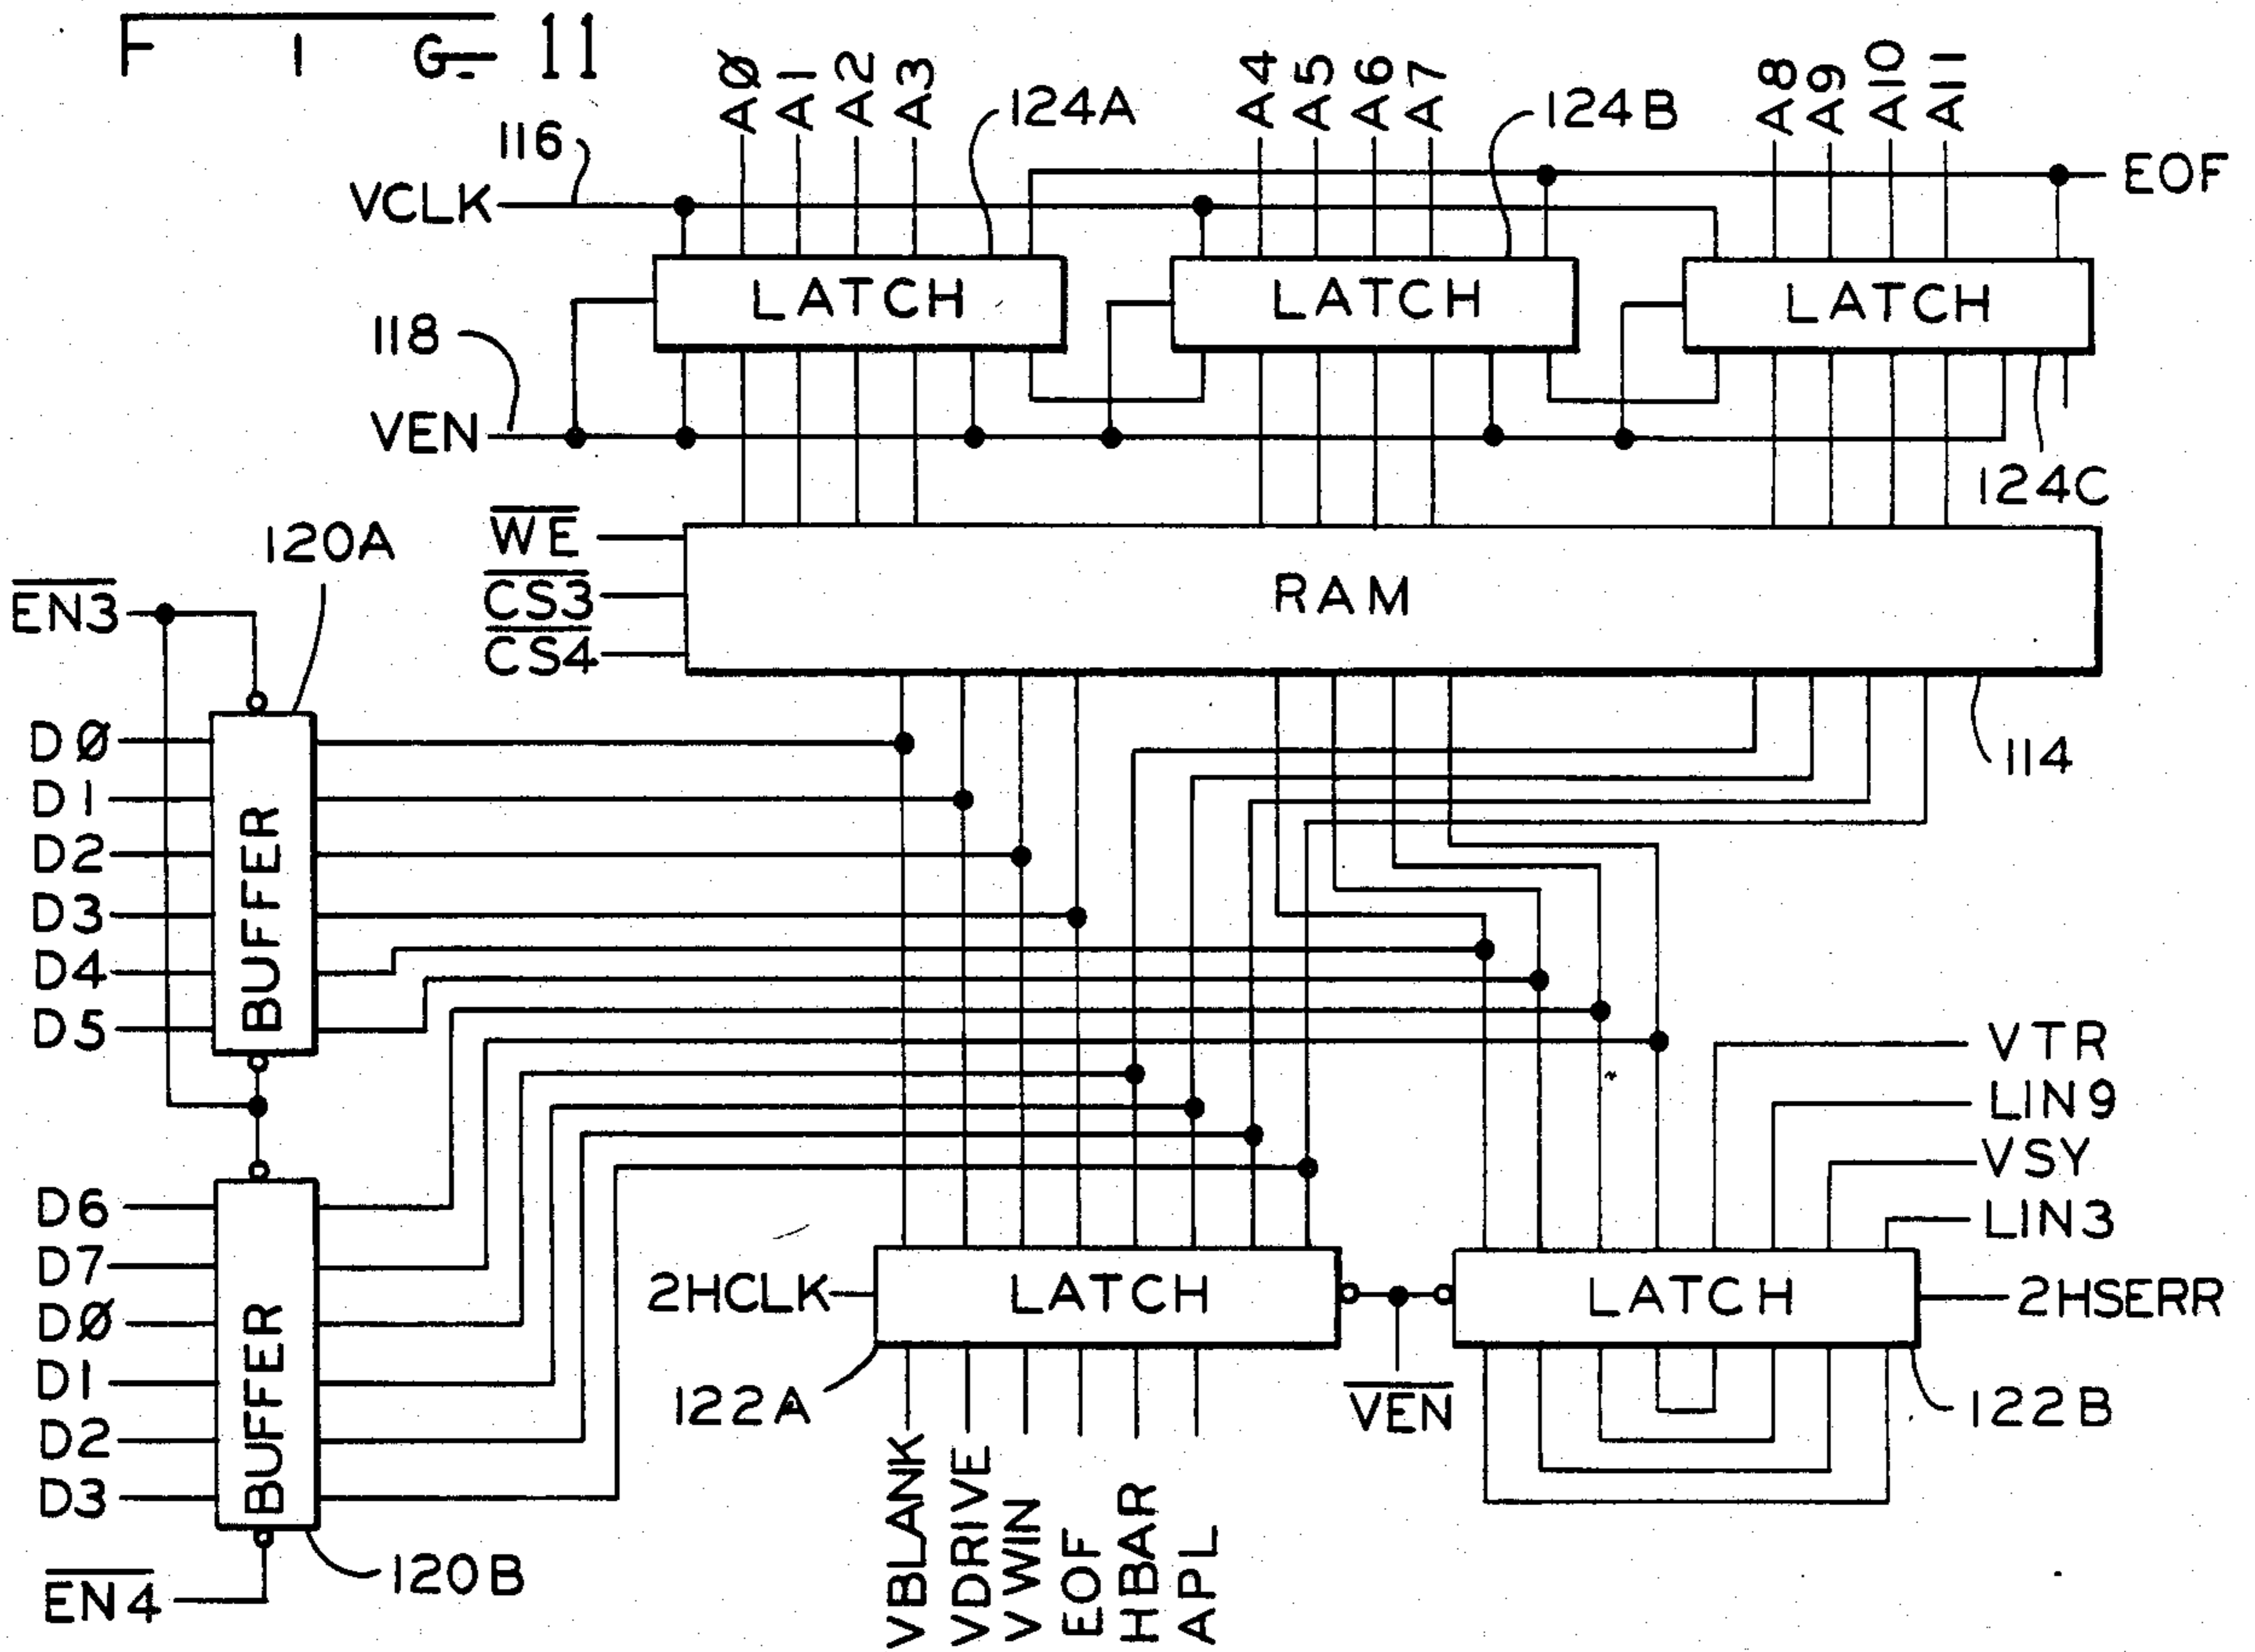 FIG 11
AØ A1 A2 A3
124A
A4 A5 A6 A7
124B
A8 A9 A10 A11
116
VCLK
EOF
LATCH
LATCH
LATCH
118
VEN
124C
120A
WE
CS3
CS4
RAM
EN3
114
DØ
D1
D2
D3
D4
D5
BUFFER
VTR
LIN9
VSY
LIN3
D6
D7
DØ
D1
D2
D3
BUFFER
2HCLK
LATCH
LATCH
2HSERR
122A
VEN
122B
VBLANK
VDRIVE
VWIN
EOF
HBAR
APL
120B
EN4